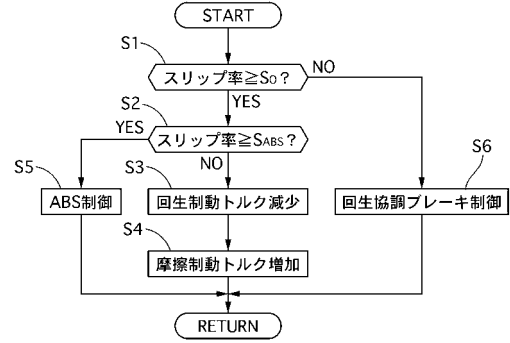 START
S1
スリップ率≧S0？
NO
YES
S2
スリップ率≧SABS？
YES
NO
S5
ABS制御
S3
回生制動トルク減少
S6
回生協調ブレーキ制御
S4
摩擦制動トルク増加
RETURN